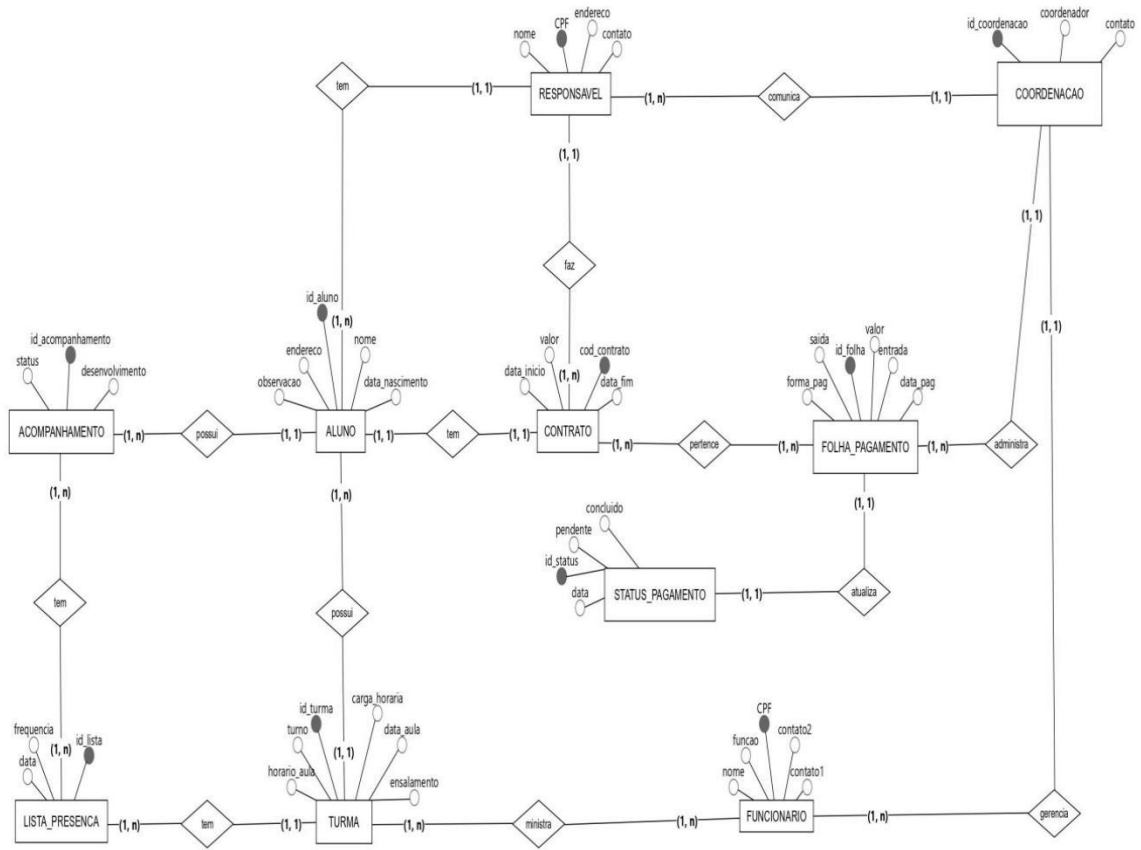 endereco
CPF
nome
contato
coordenador
id_coordenacao
contato
tem
(1, 1)
RESPONSAVEL
(1, n)
comunica
(1, 1)
COORDENACAO
(1, 1)
(1, 1)
faz
(1, 1)
id_aluno
(1, n)
endereco
nome
observacao
data_nascimento
id_acompanhamento
status
desenvolvimento
valor
cod_contrato
data_inicio
(1, n)
data_fim
valor
saida
id_folha
entrada
forma_pag
data_pag
ACOMPANHAMENTO
(1, n)
possui
(1, 1)
ALUNO
(1, 1)
tem
(1, 1)
CONTRATO
(1, n)
pertence
(1, n)
FOLHA_PAGAMENTO
(1, n)
administra
(1, n)
(1, n)
(1, 1)
concluido
pendente
id_status
data
STATUS_PAGAMENTO
(1, 1)
atualiza
tem
possui
frequencia
id_lista
data
(1, n)
carga_horaria
id_turma
turno
data_aula
horario_aula
(1, 1)
ensalamento
CPF
contato2
funcao
nome
contato1
LISTA_PRESENCA
(1, n)
tem
(1, 1)
TURMA
(1, n)
ministra
(1, n)
FUNCIONARIO
(1, n)
gerencia